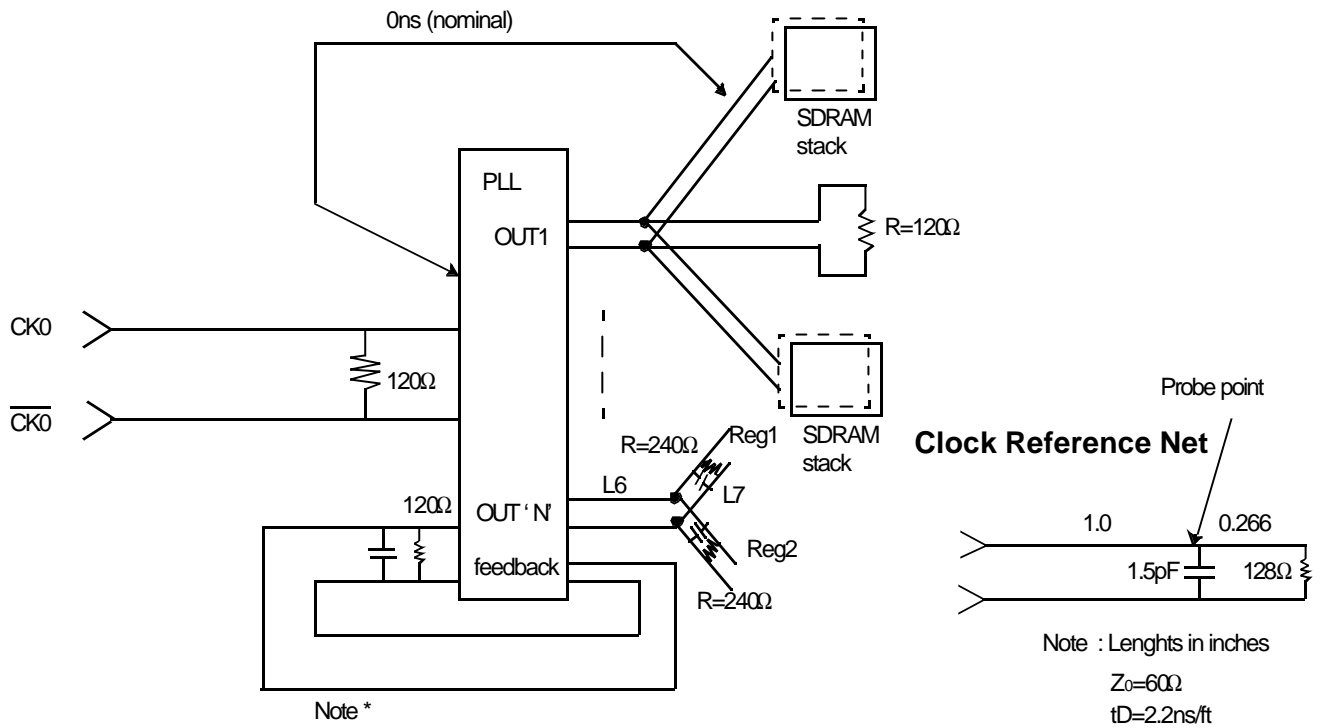 0ns (nominal)
SDRAM
stack
PLL
OUT1
R=120Ω
CK0
120Ω
CK0
SDRAM
stack
Probe point
Clock Reference Net
R=240Ω
Reg1
L6
L7
120Ω
OUT ‘ N’
Reg2
feedback
R=240Ω
1.0
0.266
1.5pF
128Ω
Note : Lenghts in inches
Z0=60Ω
tD=2.2ns/ft
Note *